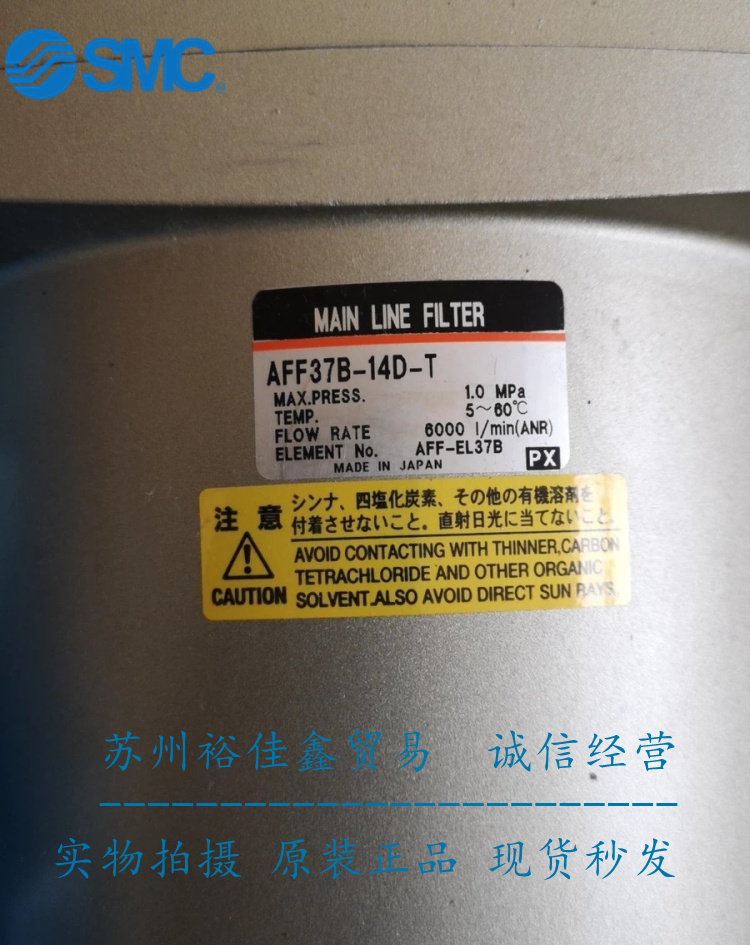 SMC
MAIN LINE FILTER
AFF37B-14D-T
MAX.PRESS. 1.0 MPa
TEMP. 5~60℃
FLOW RATE 6000 l/min(ANR)
ELEMENT No. AFF-EL37B
MADE IN JAPAN PX
注意
シンナ、四塩化炭素、その他の有機溶剤を
付着させないこと。直射日光に当てないこと。
AVOID CONTACTING WITH THINNER,CARBON
TETRACHLORIDE AND OTHER ORGANIC
CAUTION SOLVENT.ALSO AVOID DIRECT SUN RAYS.
苏州裕佳鑫贸易 诚信经营
实物拍摄 原装正品 现货秒发